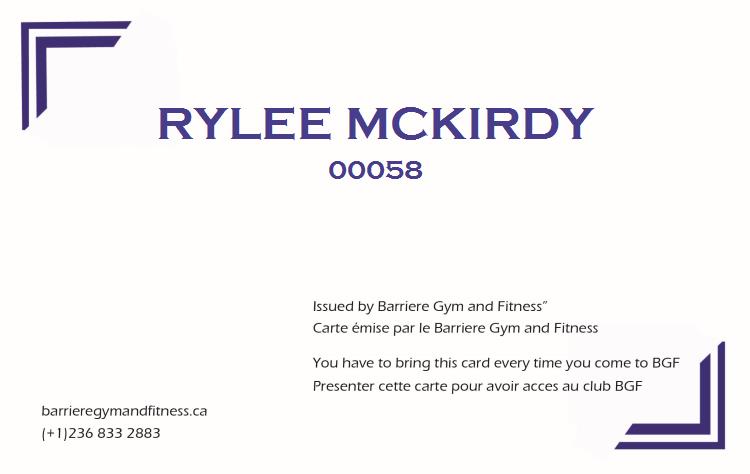 RYLEE MCKIRDY
00058
Issued by Barriere Gym and Fitness”
Carte émise par le Barriere Gym and Fitness
You have to bring this card every time you come to BGF
Presenter cette carte pour avoir acces au club BGF
barrieregymandfitness.ca
(+1)236 833 2883